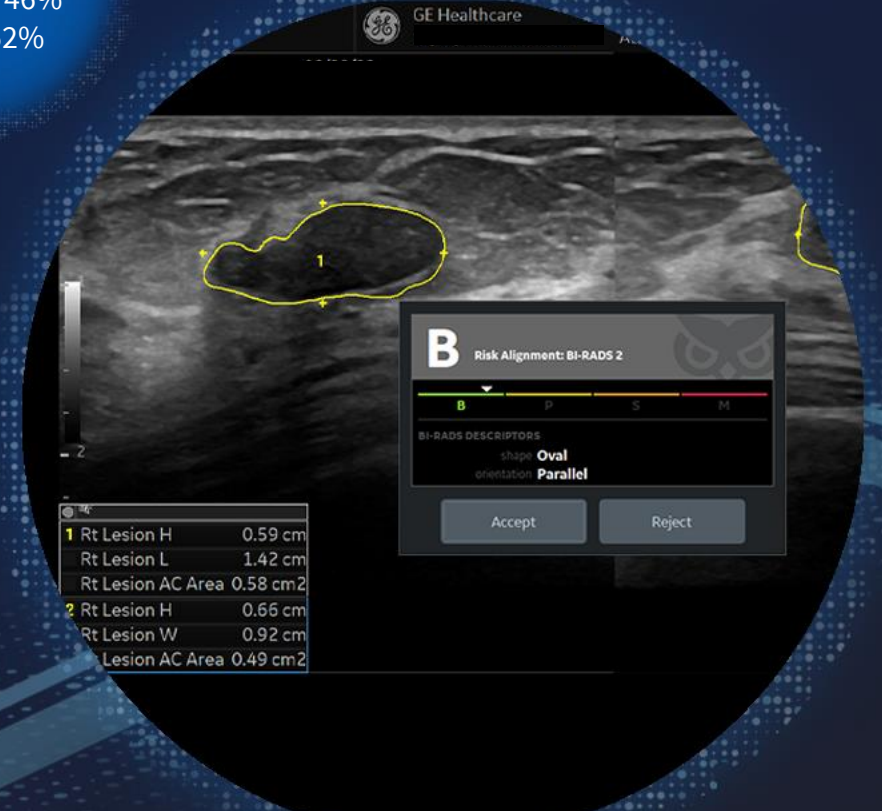 46%
2%
GE Healthcare
1
2
B
Risk Alignment: BI-RADS 2
B P S M
BI-RADS DESCRIPTORS
shape Oval
orientation Parallel
Accept Reject
1 Rt Lesion H 0.59 cm
Rt Lesion L 1.42 cm
Rt Lesion AC Area 0.58 cm2
2 Rt Lesion H 0.66 cm
Rt Lesion W 0.92 cm
Lesion AC Area 0.49 cm2